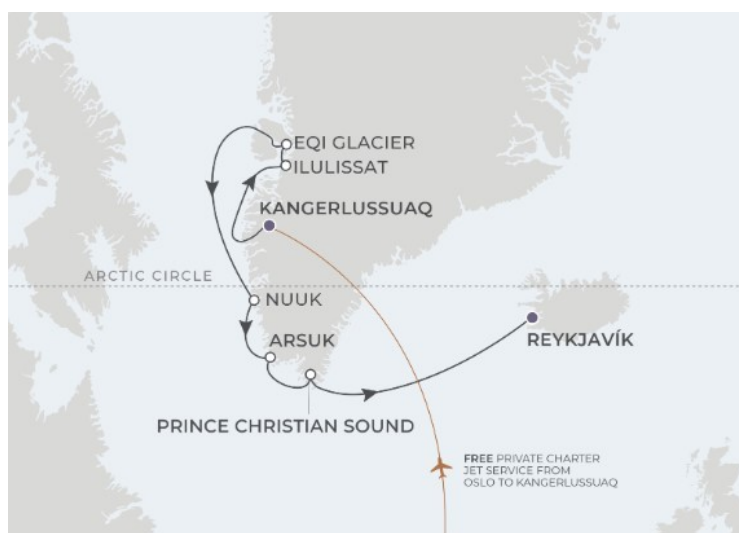 EQI GLACIER
ILULISSAT
KANGERLUSSUAQ
ARCTIC CIRCLE
NUUK
ARSUK
REYKJAVÍK
PRINCE CHRISTIAN SOUND
FREE PRIVATE CHARTER
JET SERVICE FROM
OSLO TO KANGERLUSSUAQ